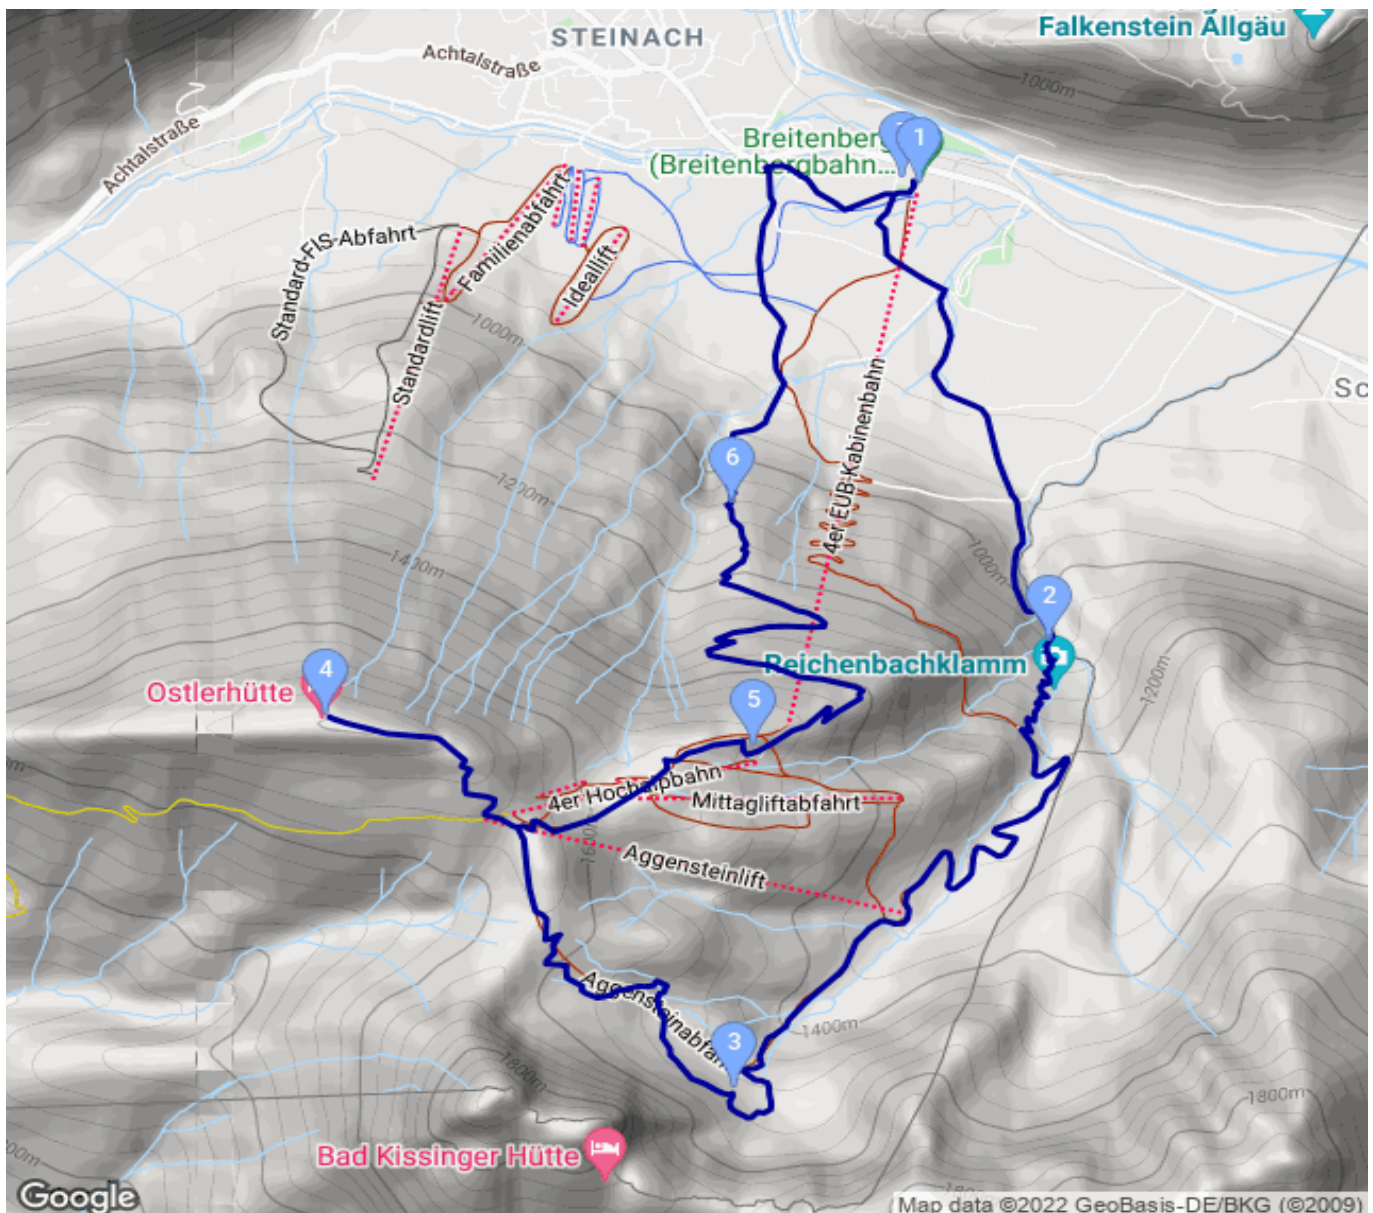 STEINACH
Falkenstein Allgäu
Achtalstraße
1000m
Achtalstraße
Breitenberg
(Breitenbergbahn...
1
Standard-FIS-Abfahrt
Familienabfahrt
Ideallift
Standardlift
1000m
4er EUB Kabinenbahn
Sc
6
1200m
1400m
1000m
2
Reichenbachklamm
1200m
4
Ostlerhütte
5
4er Hochalpbahn
Mittagliftabfahrt
Aggensteinlift
Aggensteinabfah
3
1400m
1800m
1800m
Bad Kissinger Hütte
Google
Map data ©2022 GeoBasis-DE/BKG (©2009)